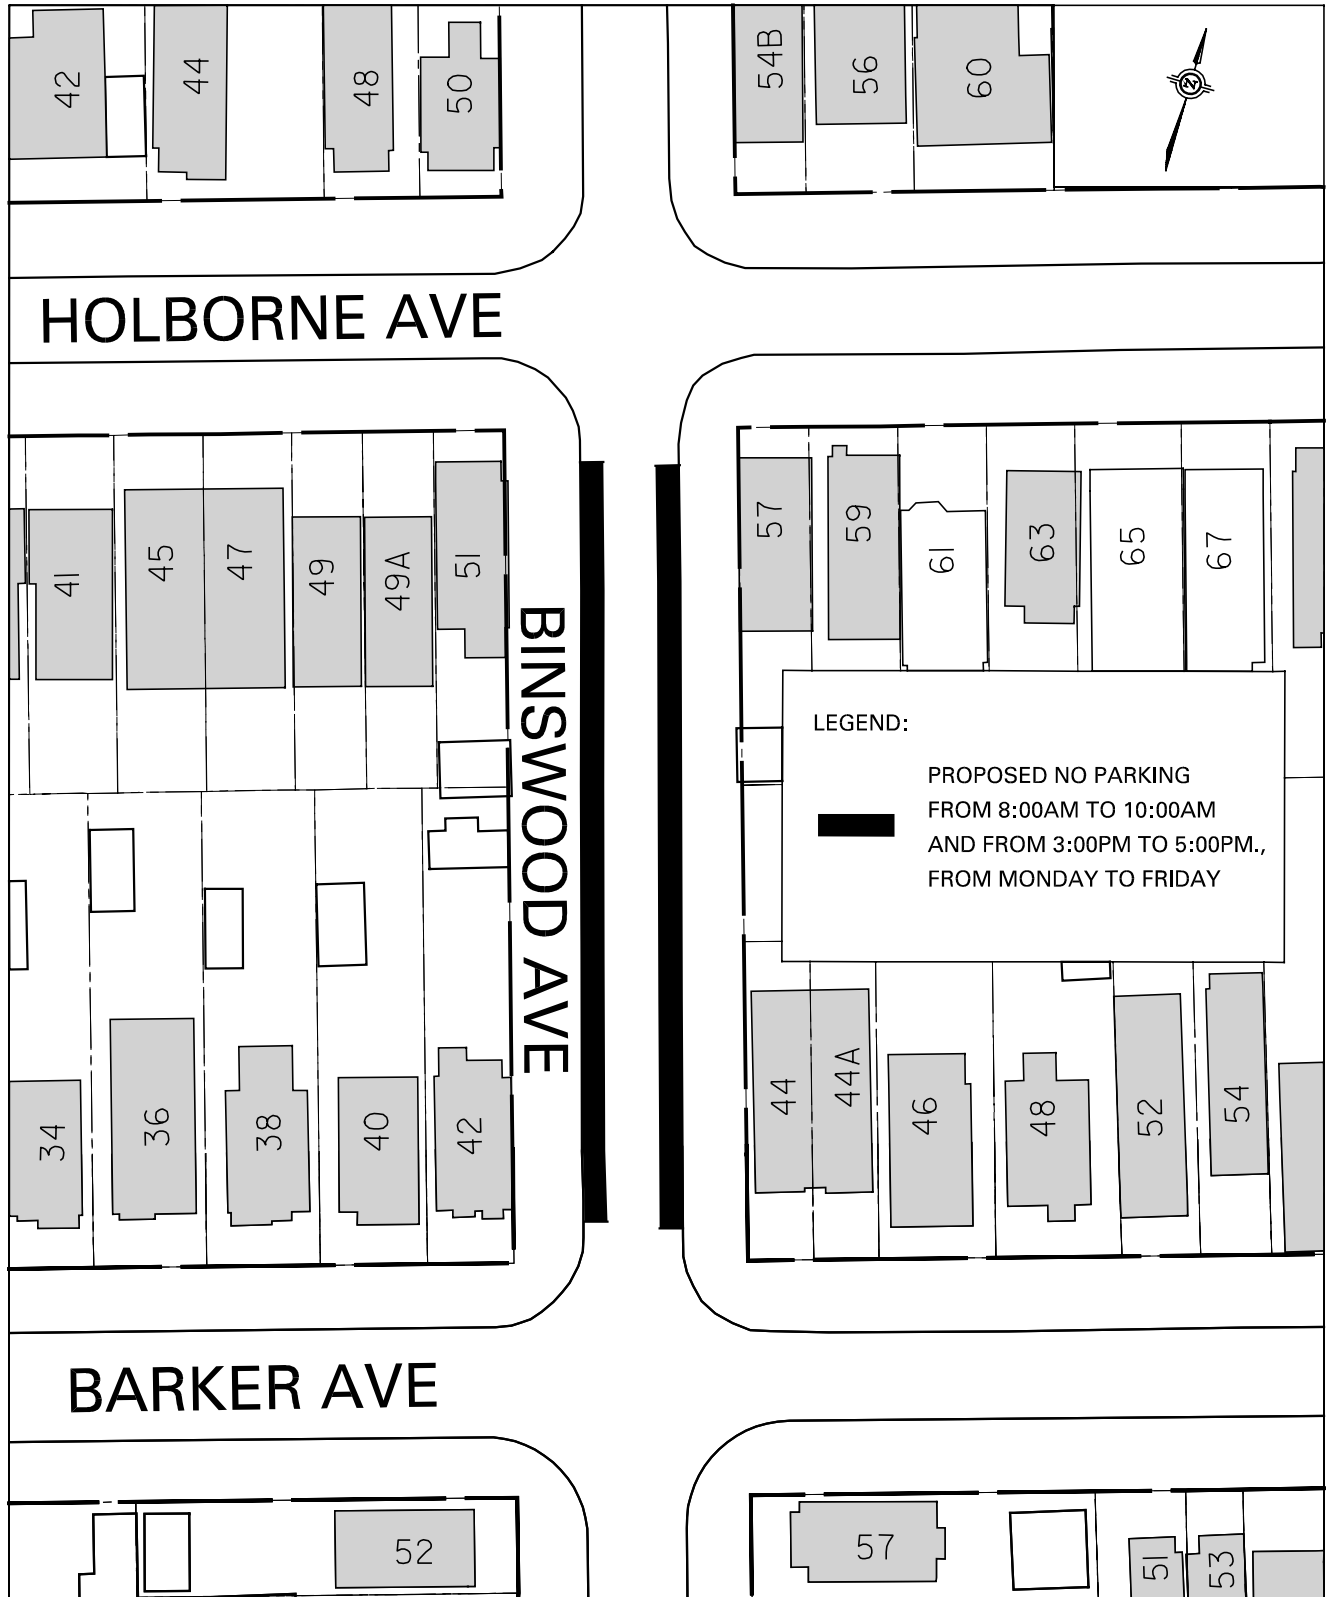 42
44
48
50
54B
56
60
N
HOLBORNE AVE
41
45
47
49
49A
51
57
59
61
63
65
67
BINSWOOD AVE
LEGEND:
PROPOSED NO PARKING
FROM 8:00AM TO 10:00AM
AND FROM 3:00PM TO 5:00PM.,
FROM MONDAY TO FRIDAY
34
36
38
40
42
44
44A
46
48
52
54
BARKER AVE
52
57
51
53